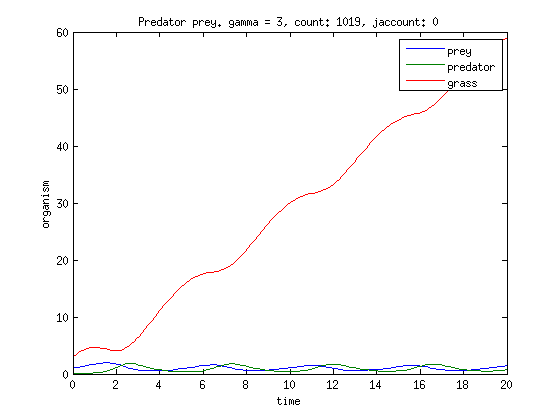 Predator prey. gamma = 3, count: 1019, jaccount: 0
60
50
40
30
20
10
0
organism
prey
predator
grass
0 2 4 6 8 10 12 14 16 18 20
time